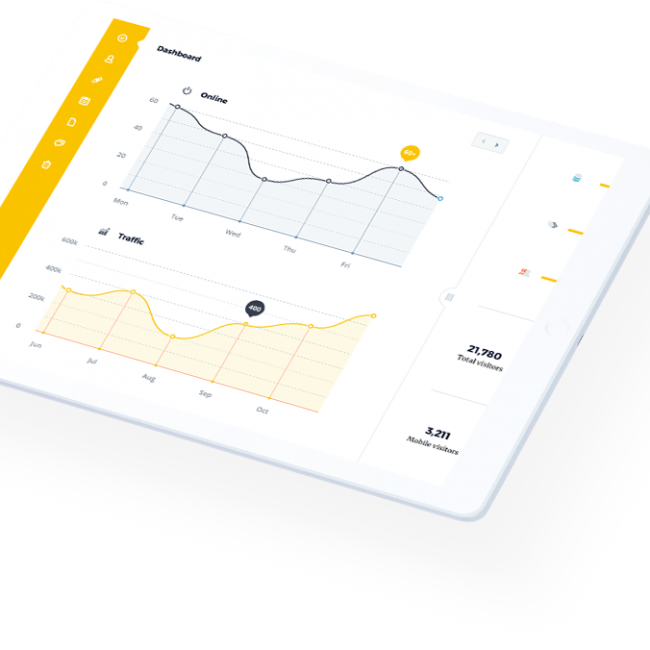 Dashboard
Online
60
40
20
0
Mon
Tue
Wed
Thu
Fri
60+
Traffic
600k
400k
200k
0
Jun
Jul
Aug
Sep
Oct
400
21,780
Total visitors
3,211
Mobile visitors